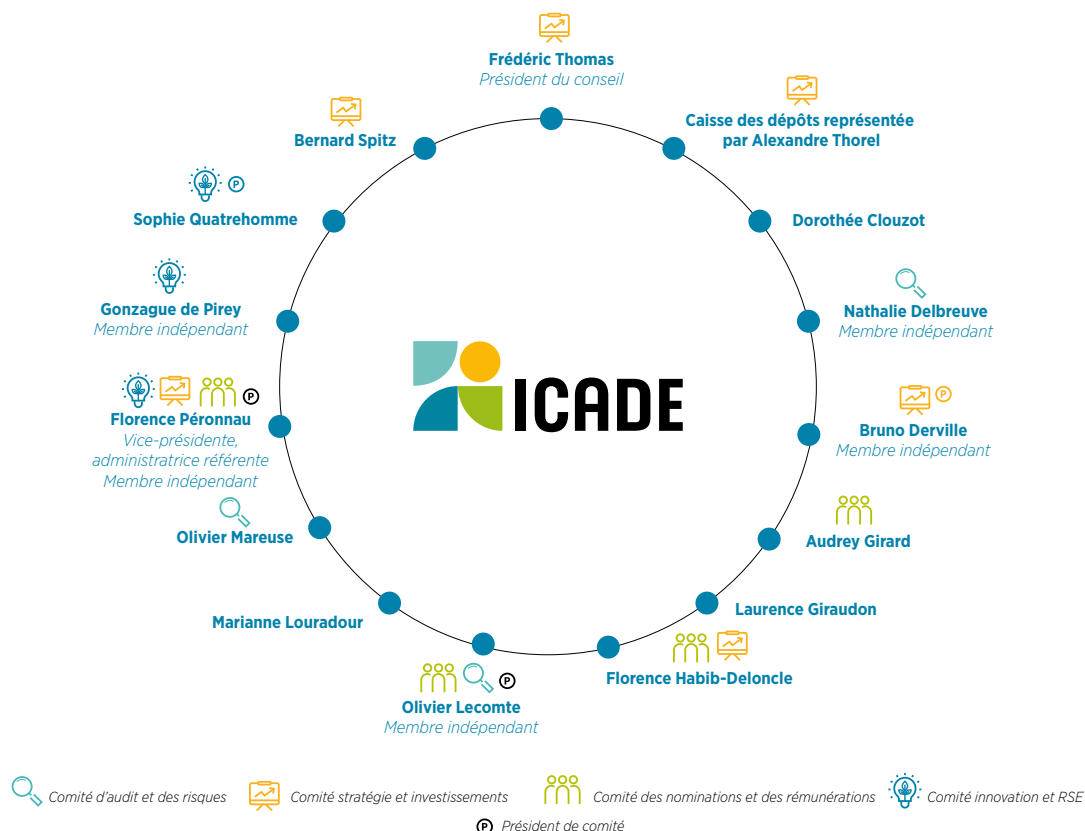 Frédéric Thomas
Président du conseil
Caisse des dépôts représentée
par Alexandre Thorel
Bernard Spitz
P
Sophie Quatrehomme
Dorothée Clouzot
Gonzague de Pirey
Membre indépendant
Nathalie Delbreuve
Membre indépendant
ICADE
P
Florence Péronnau
Vice-présidente,
administratrice référente
Membre indépendant
P
Bruno Derville
Membre indépendant
Olivier Mareuse
Audrey Girard
Marianne Louradour
Laurence Giraudon
Florence Habib-Deloncle
P
Olivier Lecomte
Membre indépendant
Comité d'audit et des risques
Comité stratégie et investissements
Comité des nominations et des rémunérations
Comité innovation et RSE
P Président de comité